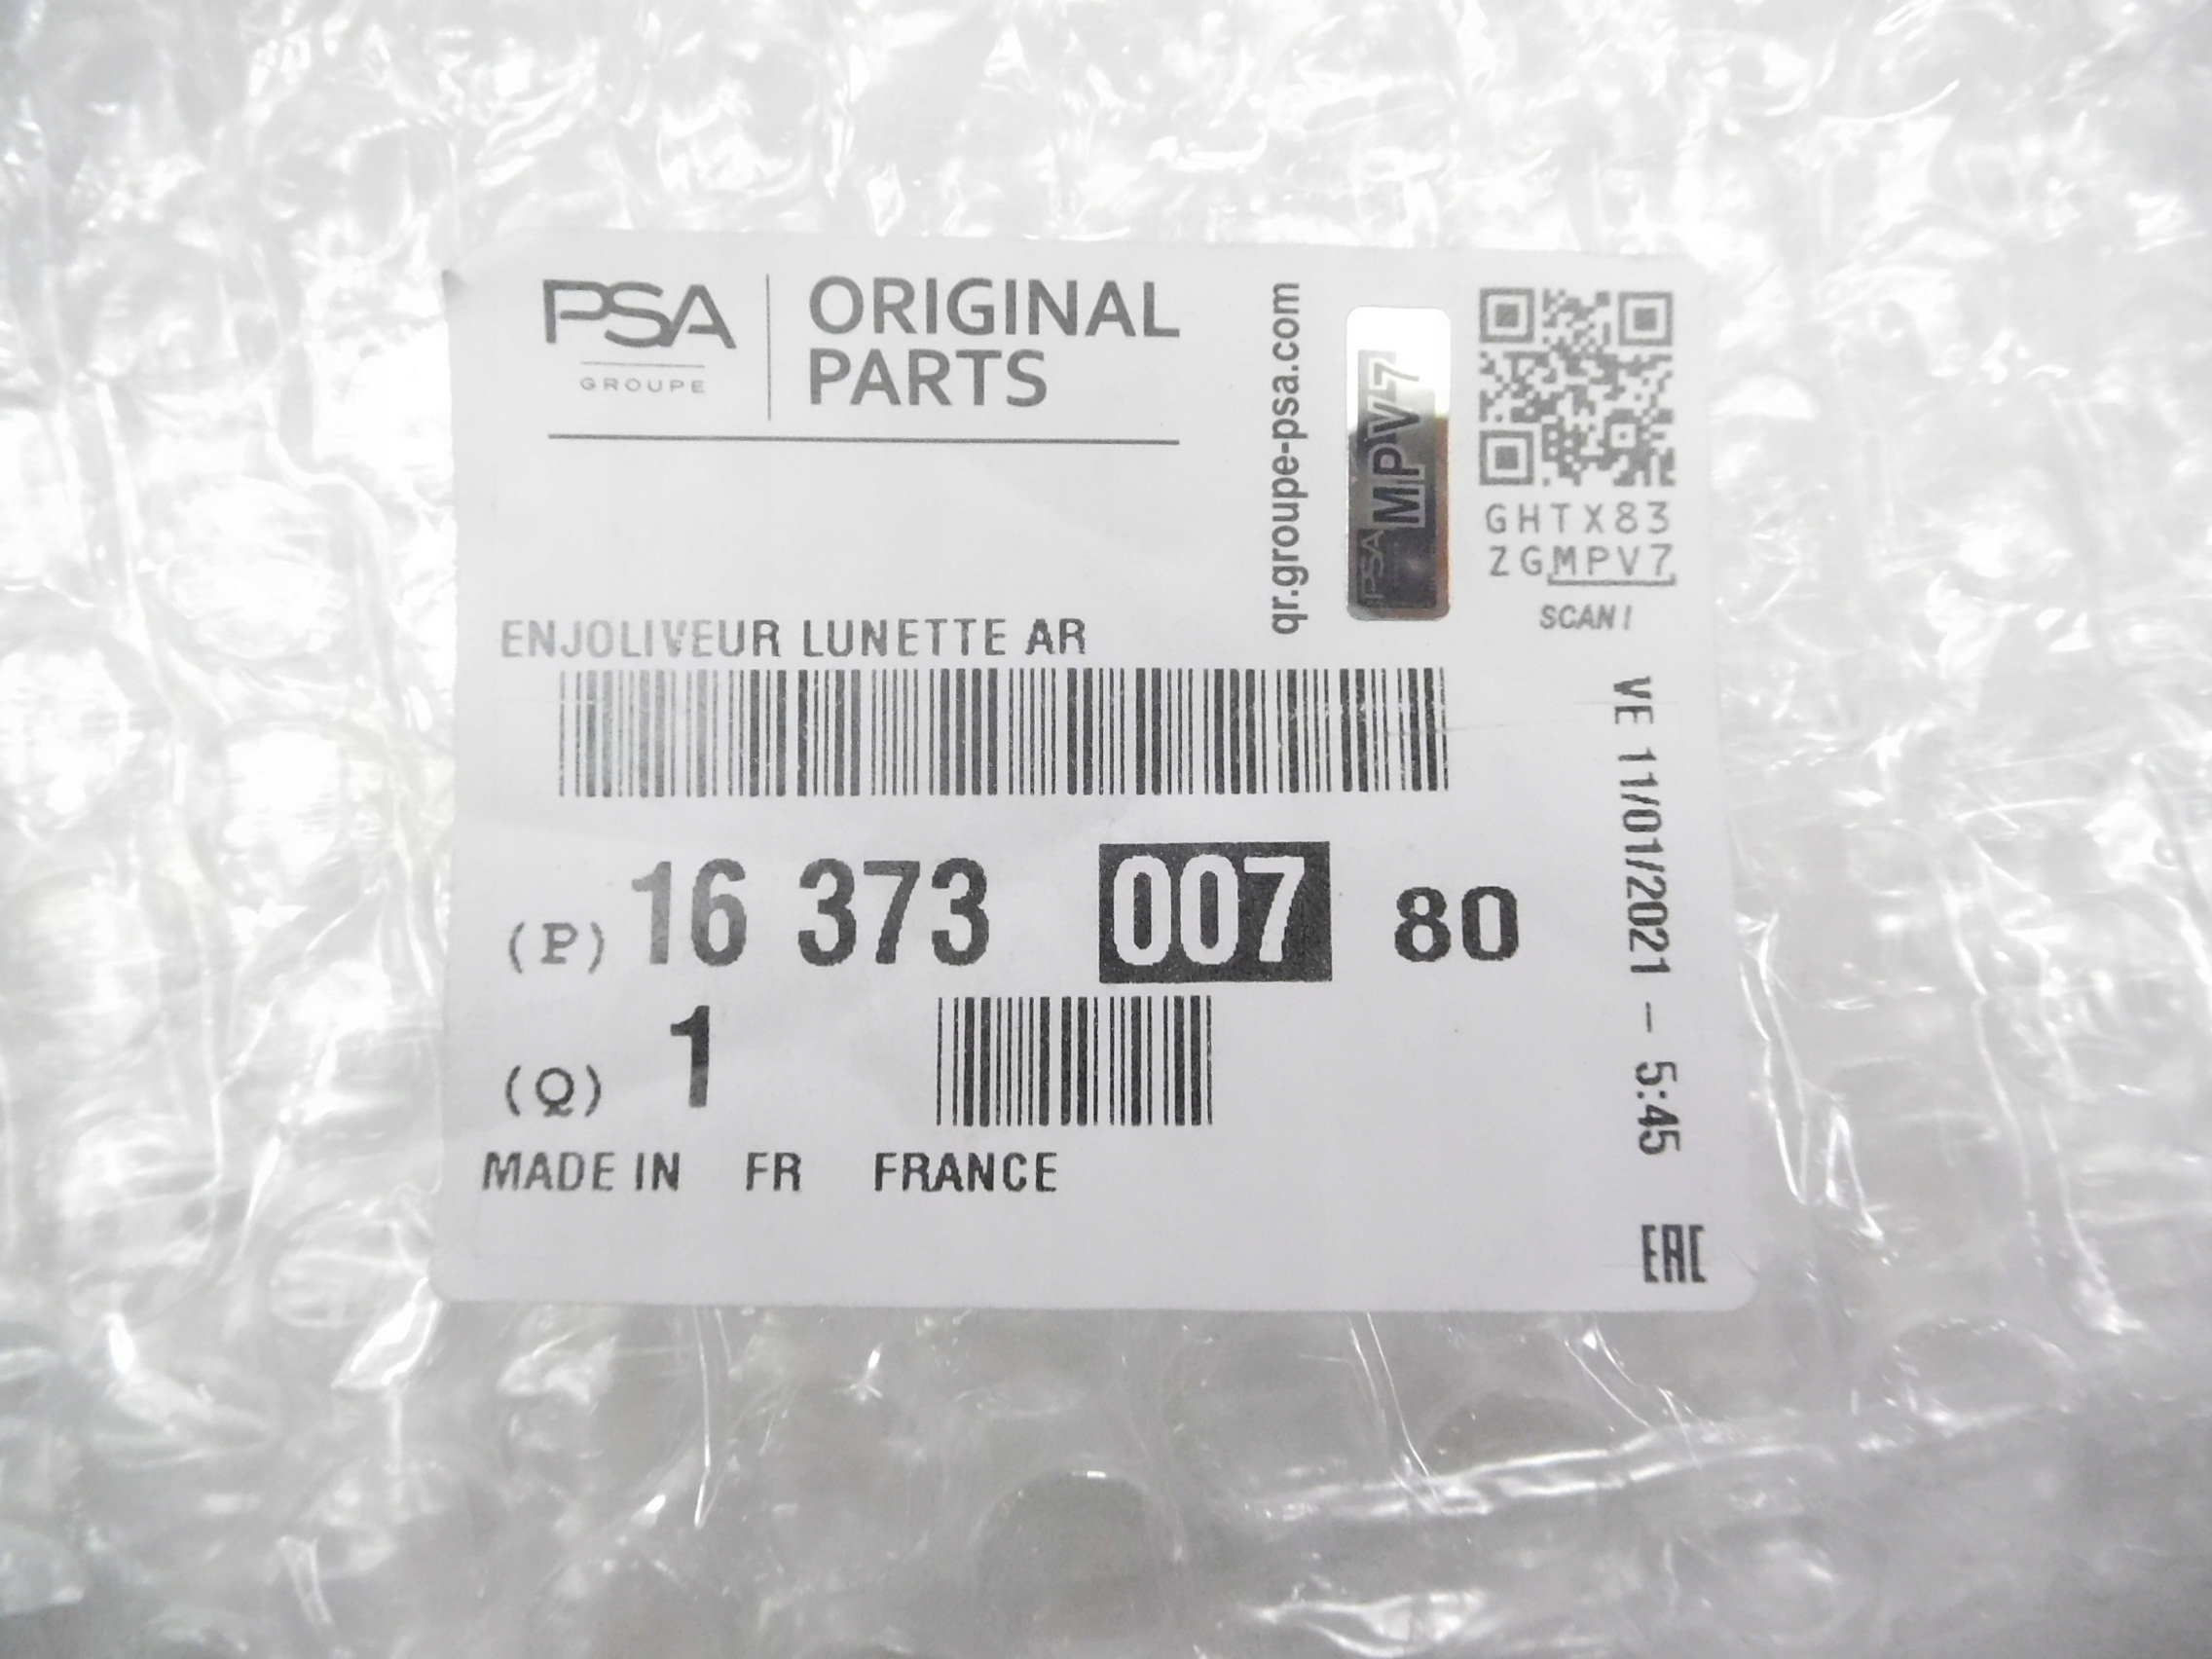 PSA
GROUPE
ORIGINAL
PARTS
qr.groupe-psa.com
PSA
MPV7
GHTX83
ZGMPV7
SCAN!
ENJOLIVEUR LUNETTE AR
(P) 16 373 007 80
(Q) 1
MADE IN FR FRANCE
VE 11/01/2021 - 5:45
EAC